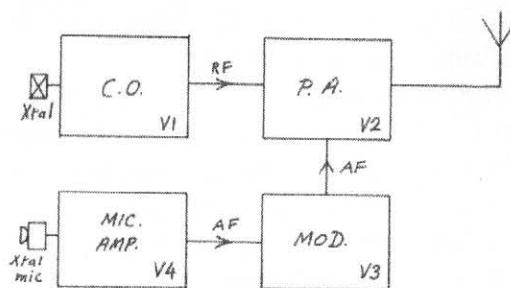 C.O.
V1
Xtal
RF
P.A.
V2
AF
MIC.
AMP.
V4
Xtal
mic
AF
MOD.
V3